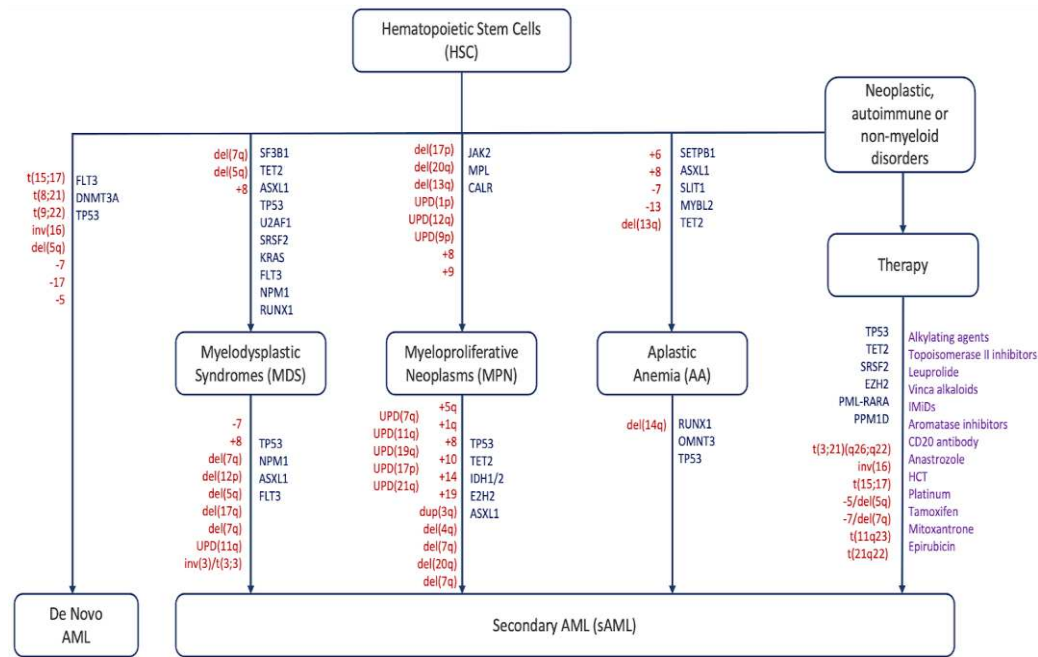 Hematopoietic Stem Cells
(HSC)
Neoplastic,
autoimmune or
non-myeloid
disorders
t(15;17)
t(8;21)
t(9;22)
inv(16)
del(5q)
-7
-17
-5
FLT3
DNMT3A
TP53
del(7q)
del(5q)
+8
SF3B1
TET2
ASXL1
TP53
U2AF1
SRSF2
KRAS
FLT3
NPM1
RUNX1
del(17p)
del(20q)
del(13q)
UPD(1p)
UPD(12q)
UPD(9p)
+8
+9
JAK2
MPL
CALR
+6
+8
-7
-13
del(13q)
SETPB1
ASXL1
SLIT1
MYBL2
TET2
Therapy
Myelodysplastic
Syndromes (MDS)
Myeloproliferative
Neoplasms (MPN)
Aplastic
Anemia (AA)
-7
+8
del(7q)
del(12p)
del(5q)
del(17q)
del(7q)
UPD(11q)
inv(3)/t(3;3)
TP53
NPM1
ASXL1
FLT3
UPD(7q)
UPD(11q)
UPD(19q)
UPD(17p)
UPD(21q)
+5q
+1q
+8
+10
+14
+19
dup(3q)
del(4q)
del(7q)
del(20q)
del(7q)
TP53
TET2
IDH1/2
E2H2
ASXL1
del(14q)
RUNX1
OMNT3
TP53
TP53
TET2
SRSF2
EZH2
PML-RARA
PPM1D
t(3;21)(q26;q22)
inv(16)
t(15;17)
-5/del(5q)
-7/del(7q)
t(11q23)
t(21q22)
Alkylating agents
Topoisomerase II inhibitors
Leuprolide
Vinca alkaloids
IMiDs
Aromatase inhibitors
CD20 antibody
Anastrozole
HCT
Platinum
Tamoxifen
Mitoxantrone
Epirubicin
De Novo
AML
Secondary AML (sAML)